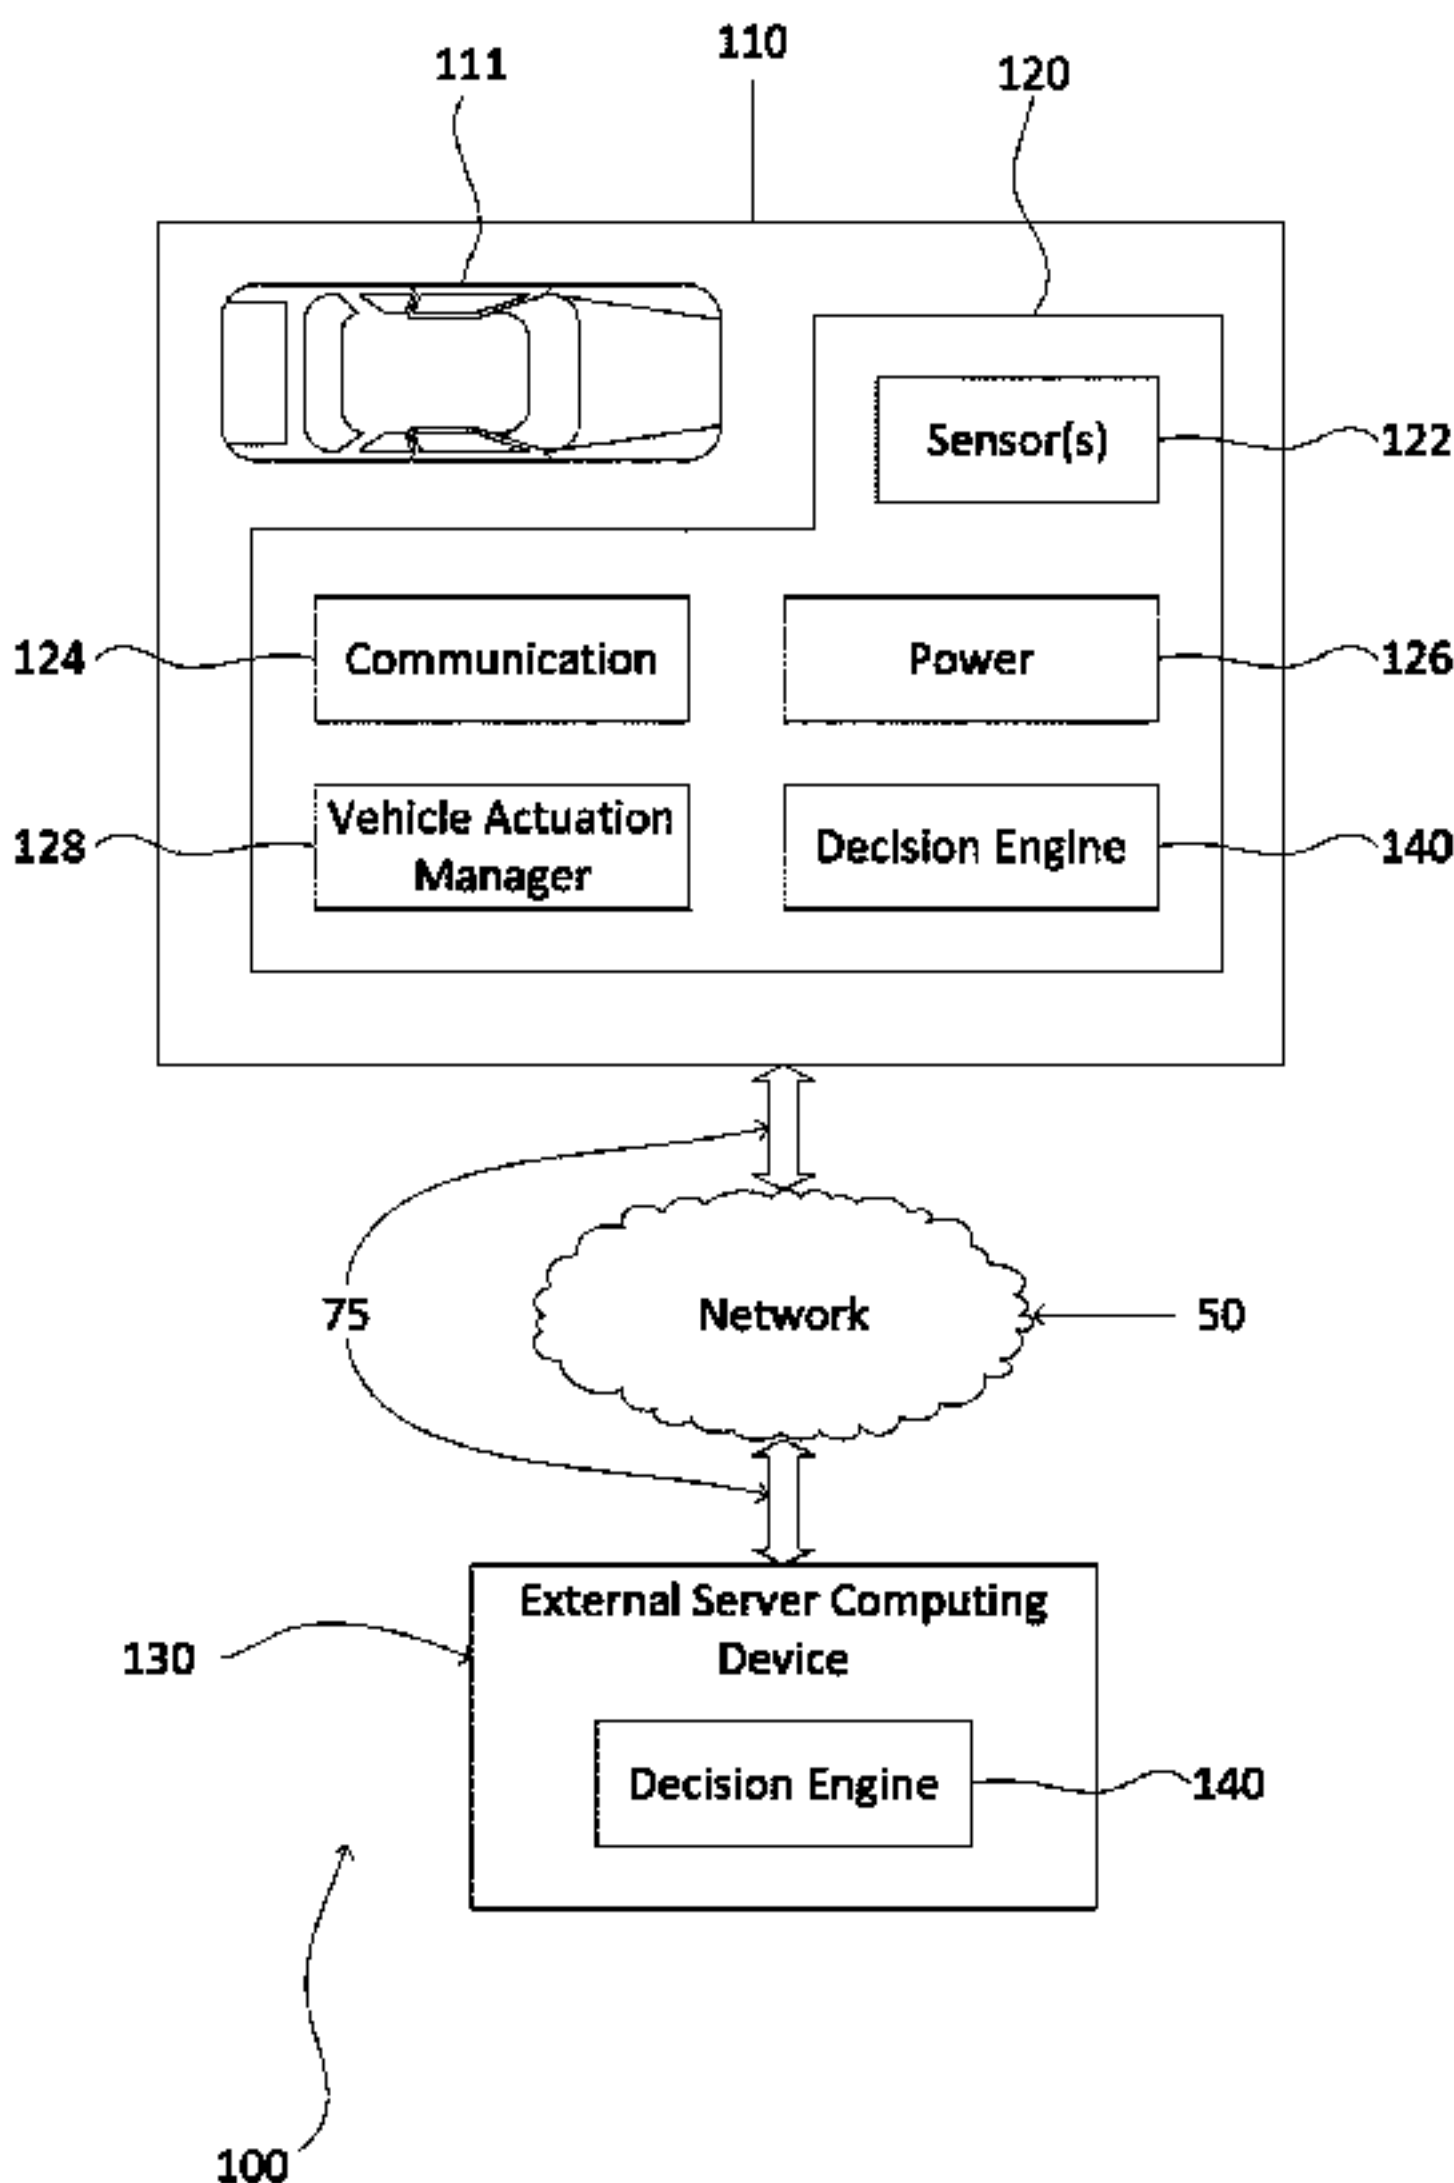 110
111
120
Sensor(s)
122
124
Communication
Power
126
Vehicle Actuation
Manager
128
Decision Engine
140
75
Network
50
External Server Computing
Device
130
Decision Engine
140
100